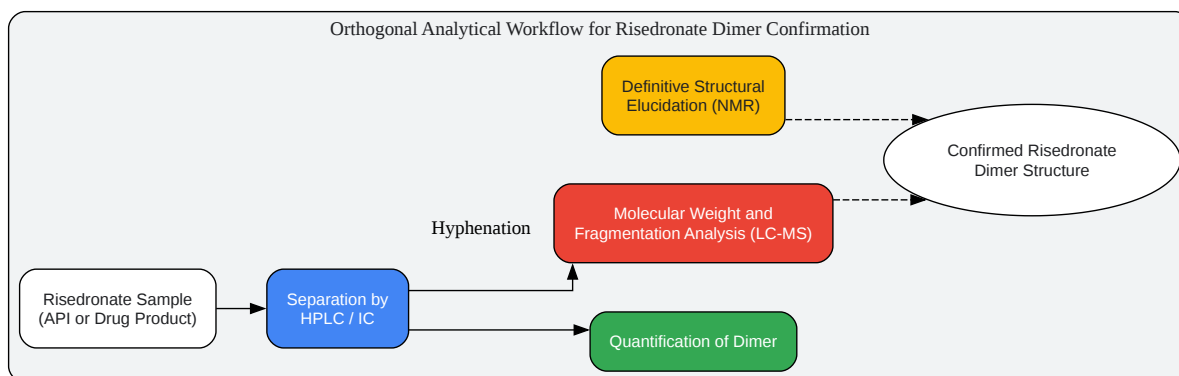 Orthogonal Analytical Workflow for Risedronate Dimer Confirmation
Definitive Structural
Elucidation (NMR)
Confirmed Risedronate
Dimer Structure
Molecular Weight and
Fragmentation Analysis (LC-MS)
Hyphenation
Risedronate Sample
(API or Drug Product)
Separation by
HPLC / IC
Quantification of Dimer